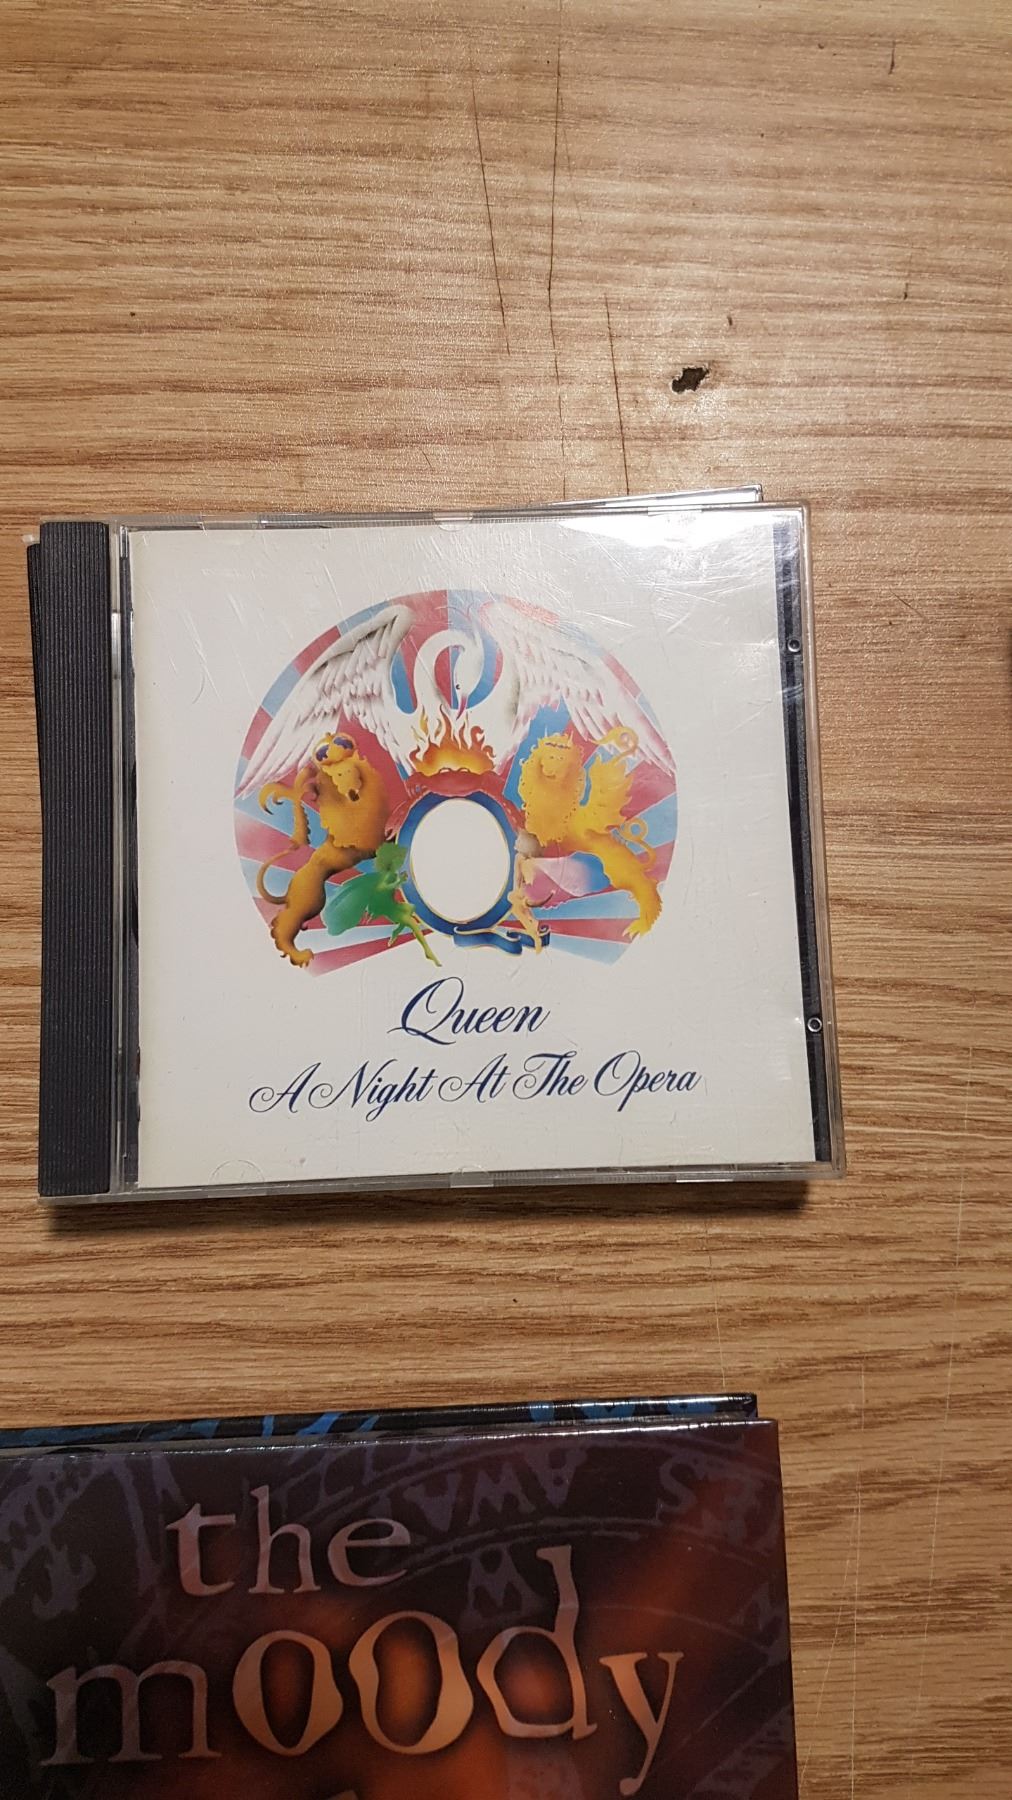 Queen
A Night At The Opera
the
moody